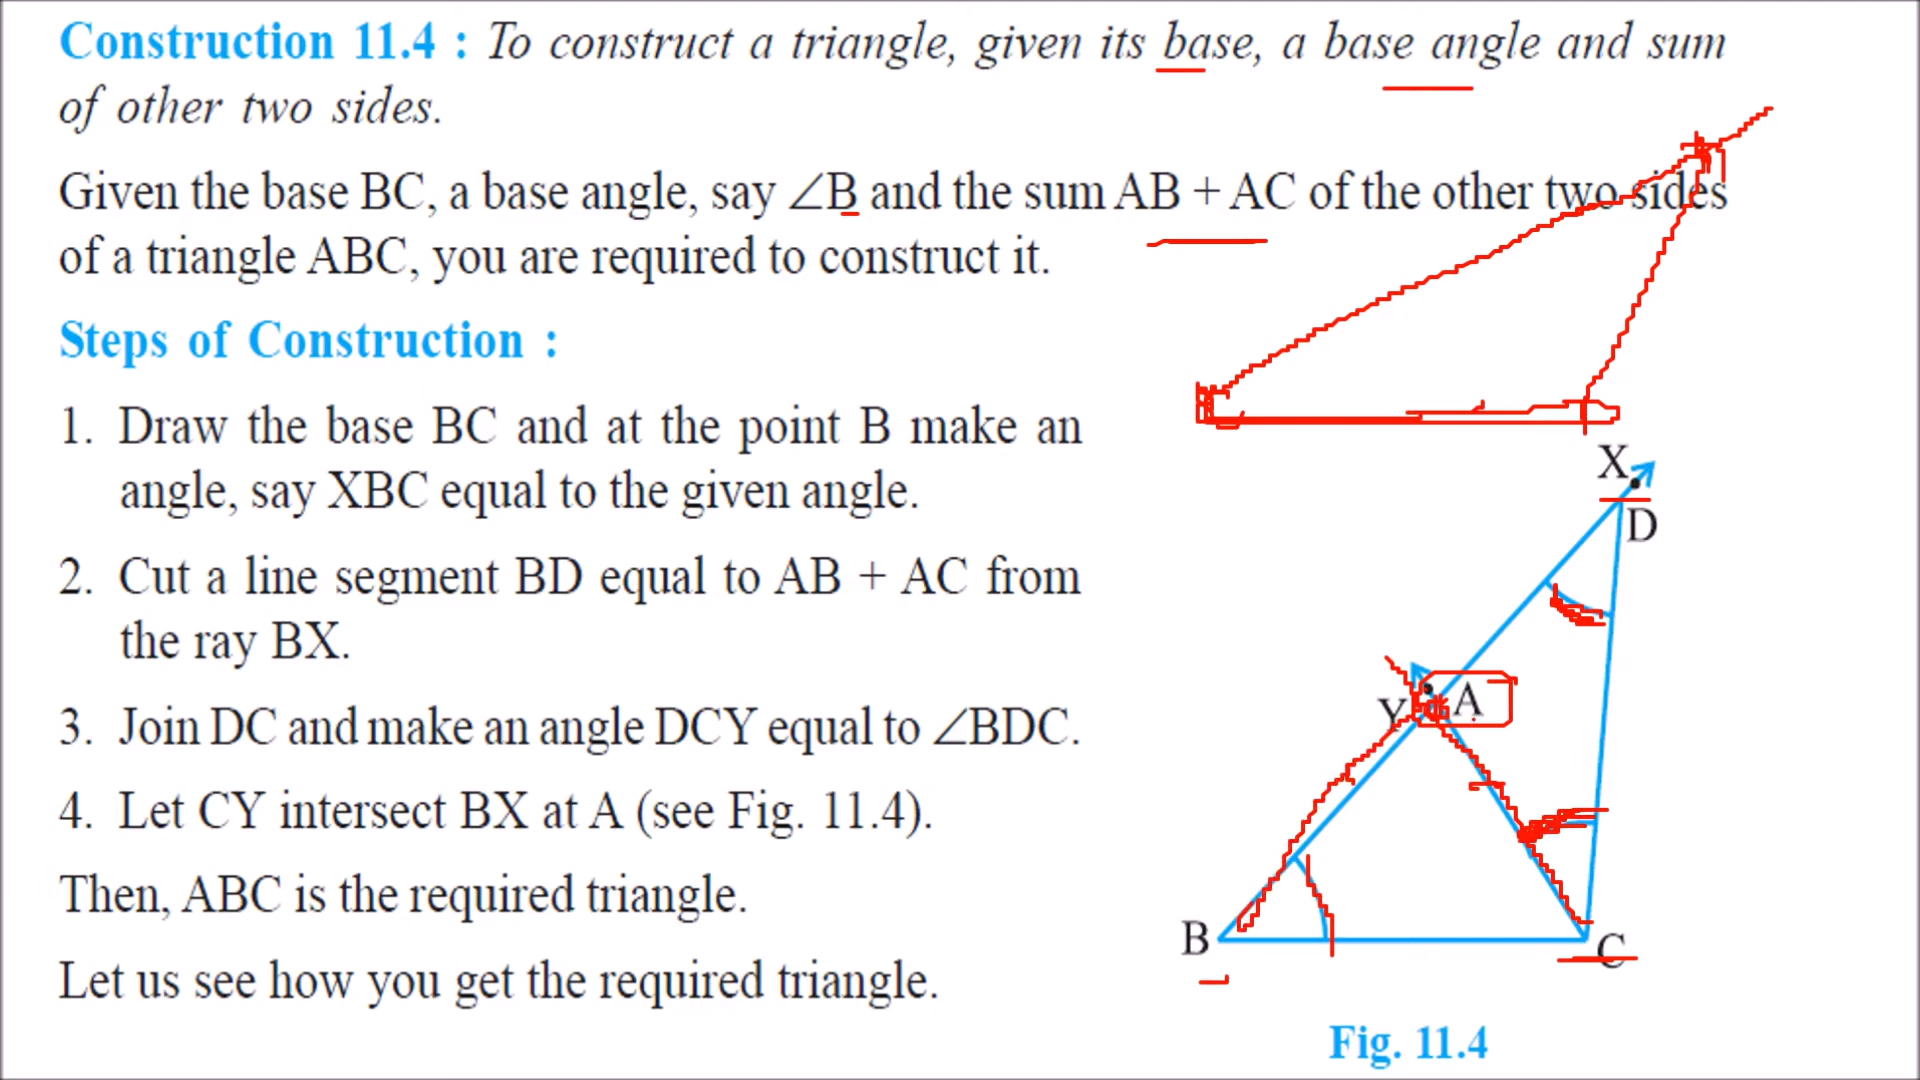 Construction 11.4 : To construct a triangle, given its base, a base angle and sum
of other two sides.
Given the base BC, a base angle, say ∠B and the sum AB + AC of the other two sides
of a triangle ABC, you are required to construct it.
Steps of Construction :
1. Draw the base BC and at the point B make an
angle, say XBC equal to the given angle.
2. Cut a line segment BD equal to AB + AC from
the ray BX.
3. Join DC and make an angle DCY equal to ∠BDC.
4. Let CY intersect BX at A (see Fig. 11.4).
Then, ABC is the required triangle.
Let us see how you get the required triangle.
X
D
Y
A
B
C
Fig. 11.4